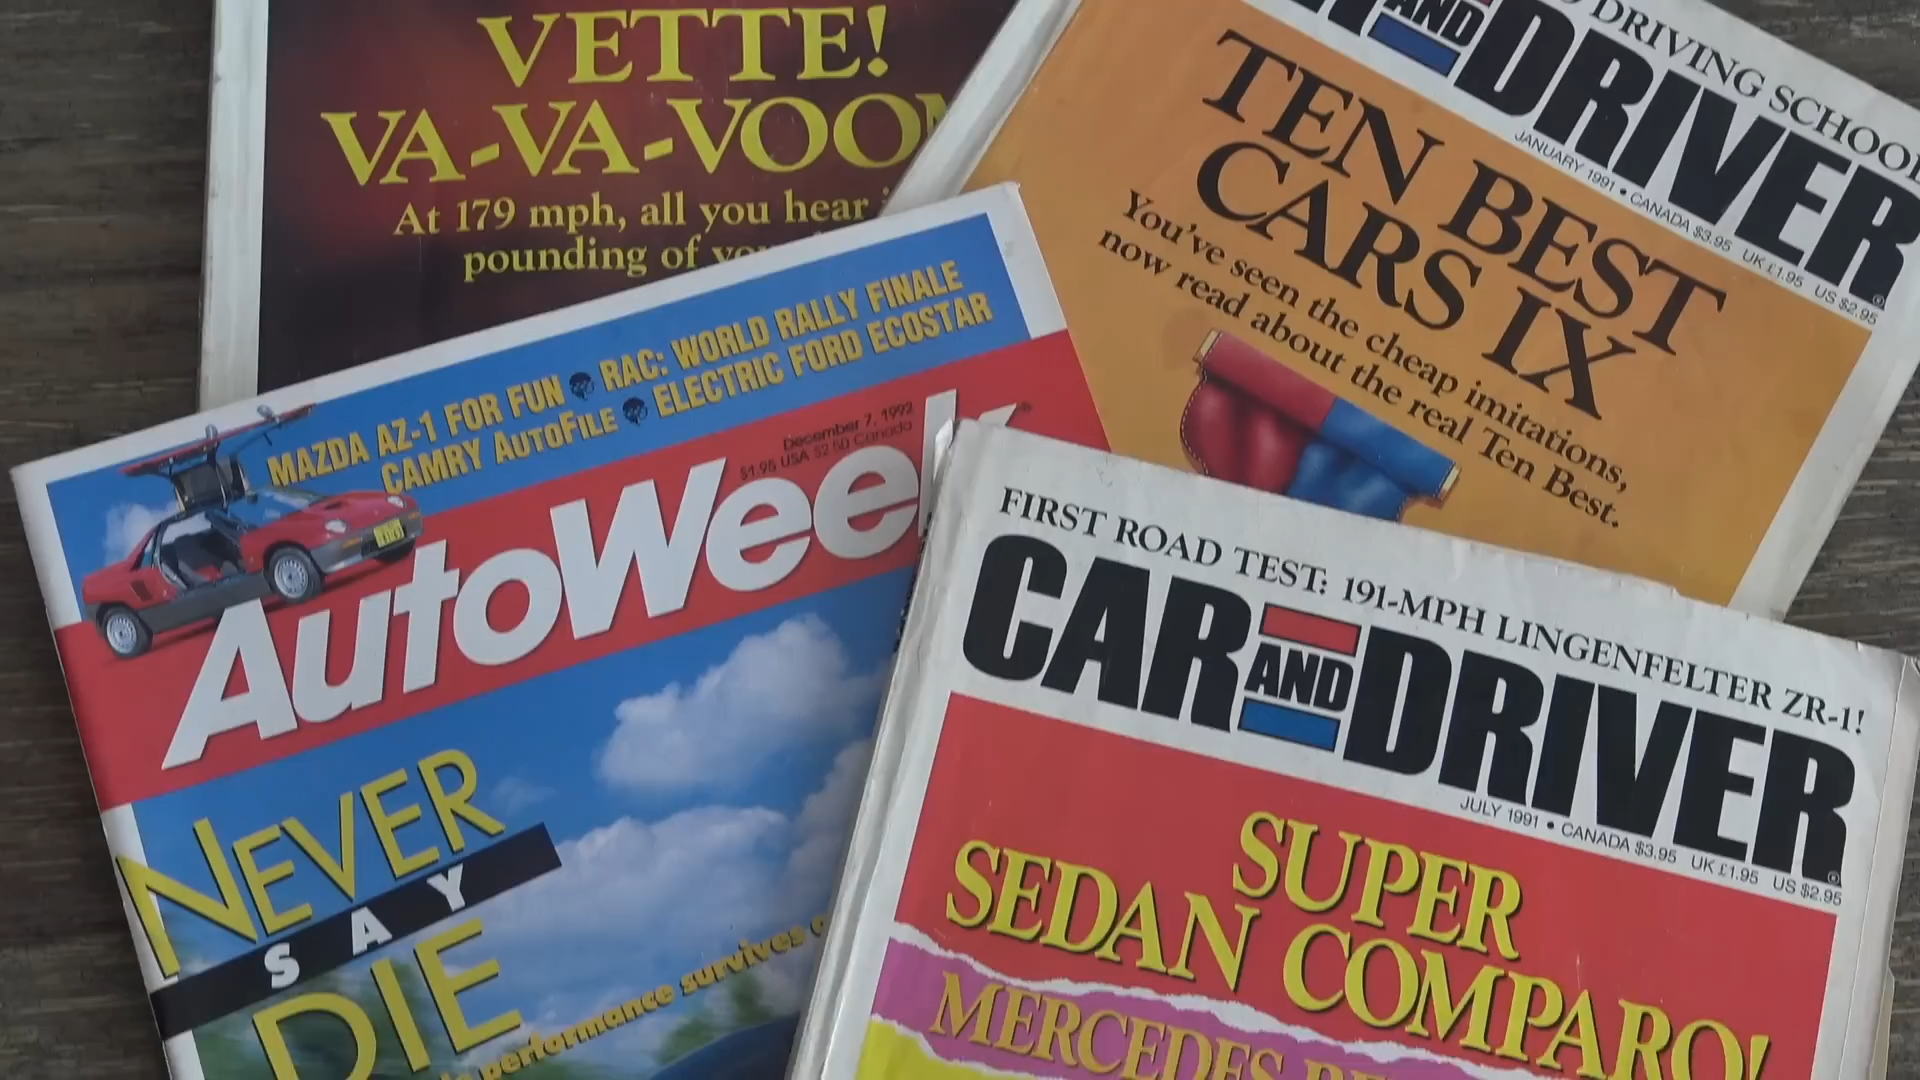 VETTE!
VA-VA-VOOM
At 179 mph, all you hear
pounding of
DRIVING SCHOOL
AND DRIVER
JANUARY 1991 • CANADA $3.95 UK £1.95 US $2.95
TEN BEST
CARS IX
You've seen the cheap imitations,
now read about the real Ten Best.
MAZDA AZ-1 FOR FUN RAC: WORLD RALLY FINALE
CAMRY AUTOFILE ELECTRIC FORD ECOSTAR
December 7, 1992
$1.95 USA $2.50 Canada
AutoWeek
NEVER
SAY
DIE
performance survives
FIRST ROAD TEST: 191-MPH LINGENFELTER ZR-1!
CAR AND DRIVER
JULY 1991 • CANADA $3.95 UK £1.95 US $2.95
SUPER
SEDAN COMPARO!
MERCEDES